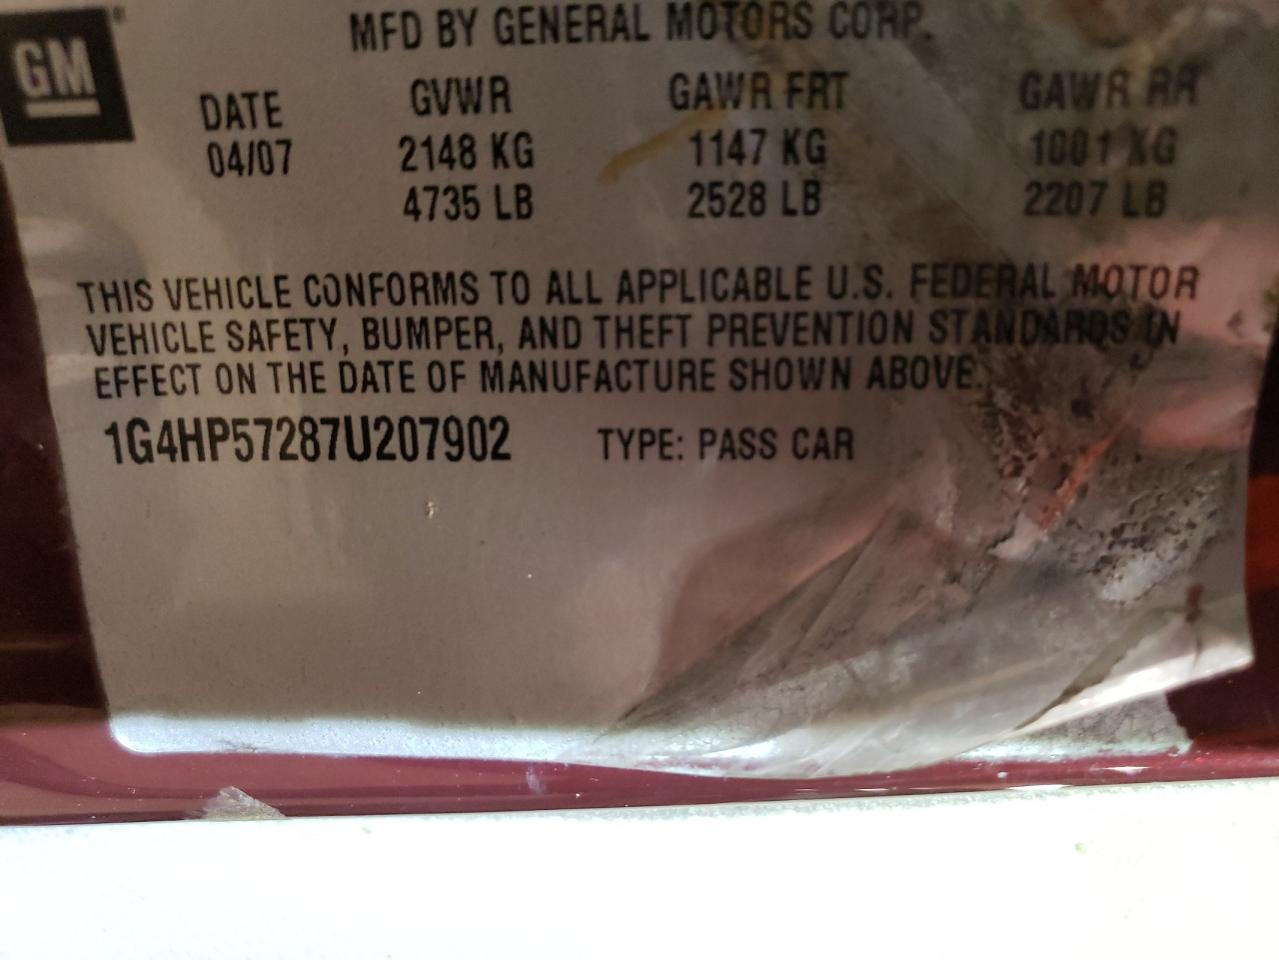 GM
MFD BY GENERAL MOTORS CORP.
DATE GVWR GAWR FRT GAWR RR
04/07 2148 KG 1147 KG 1001 KG
4735 LB 2528 LB 2207 LB
THIS VEHICLE CONFORMS TO ALL APPLICABLE U.S. FEDERAL MOTOR
VEHICLE SAFETY, BUMPER, AND THEFT PREVENTION STANDARDS IN
EFFECT ON THE DATE OF MANUFACTURE SHOWN ABOVE.
1G4HP57287U207902 TYPE: PASS CAR